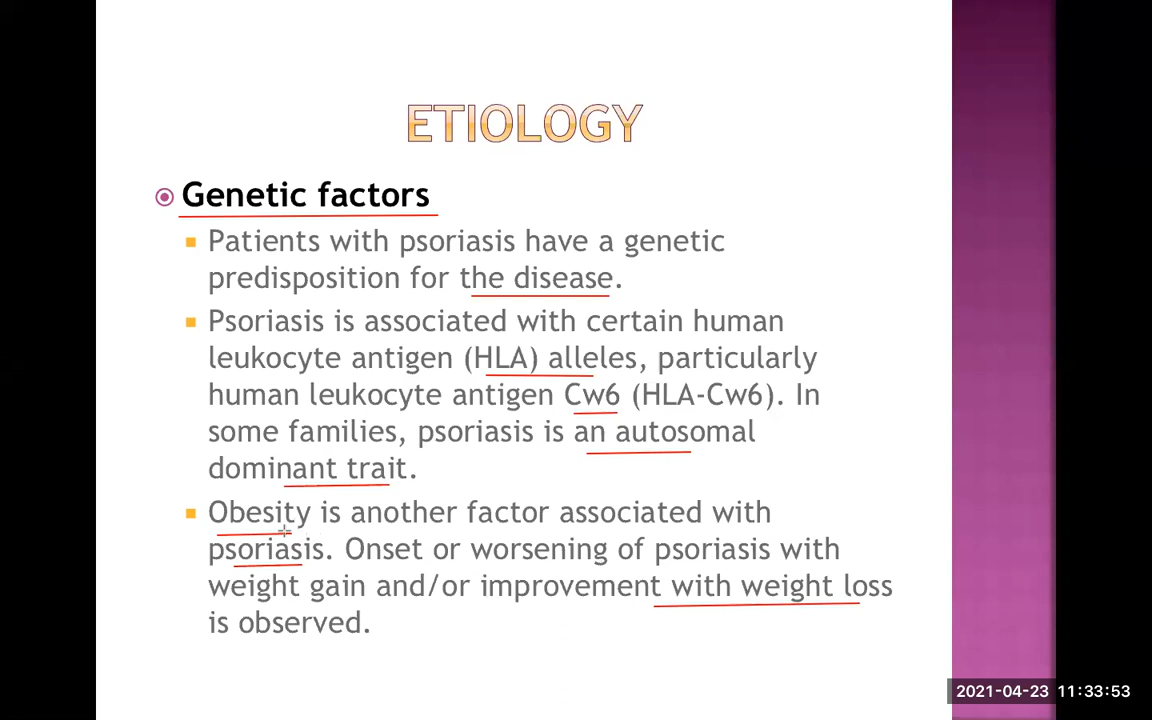 ETIOLOGY
Genetic factors
Patients with psoriasis have a genetic
predisposition for the disease.
Psoriasis is associated with certain human
leukocyte antigen (HLA) alleles, particularly
human leukocyte antigen Cw6 (HLA-Cw6). In
some families, psoriasis is an autosomal
dominant trait.
Obesity is another factor associated with
psoriasis. Onset or worsening of psoriasis with
weight gain and/or improvement with weight loss
is observed.
2021-04-23 11:33:53